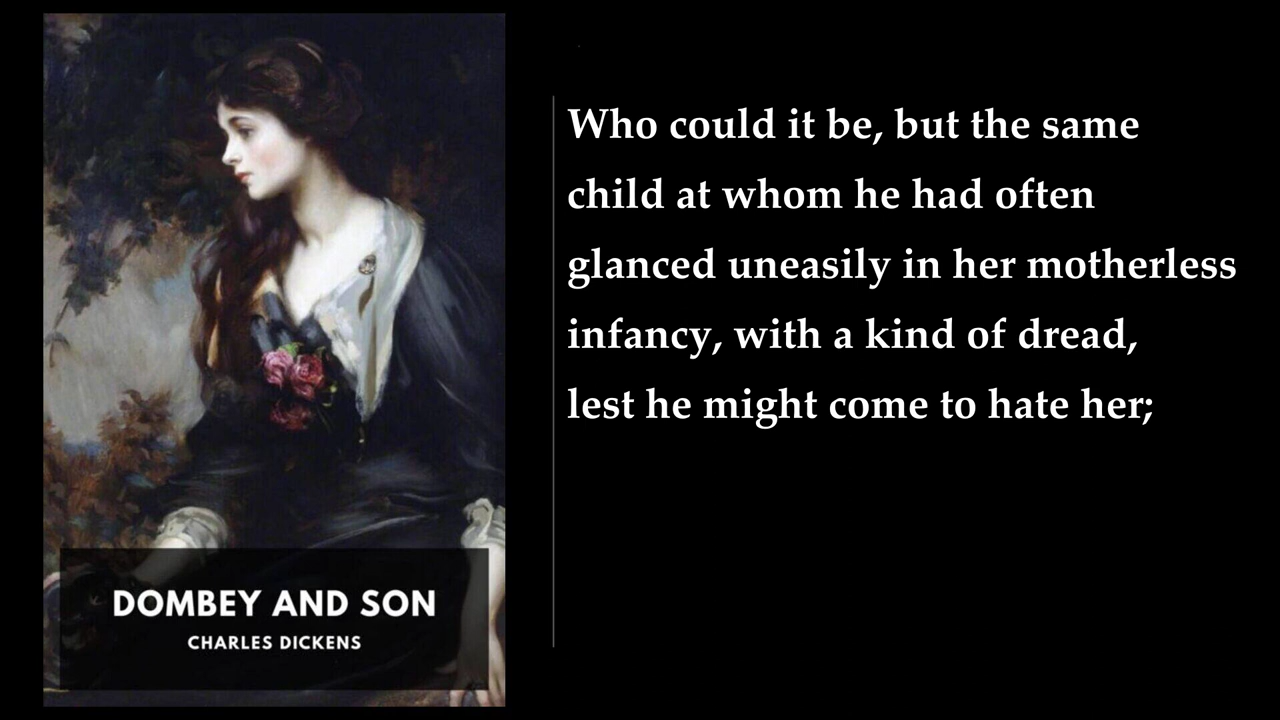 Who could it be, but the same
child at whom he had often
glanced uneasily in her motherless
infancy, with a kind of dread,
lest he might come to hate her;
DOMBEY AND SON
CHARLES DICKENS